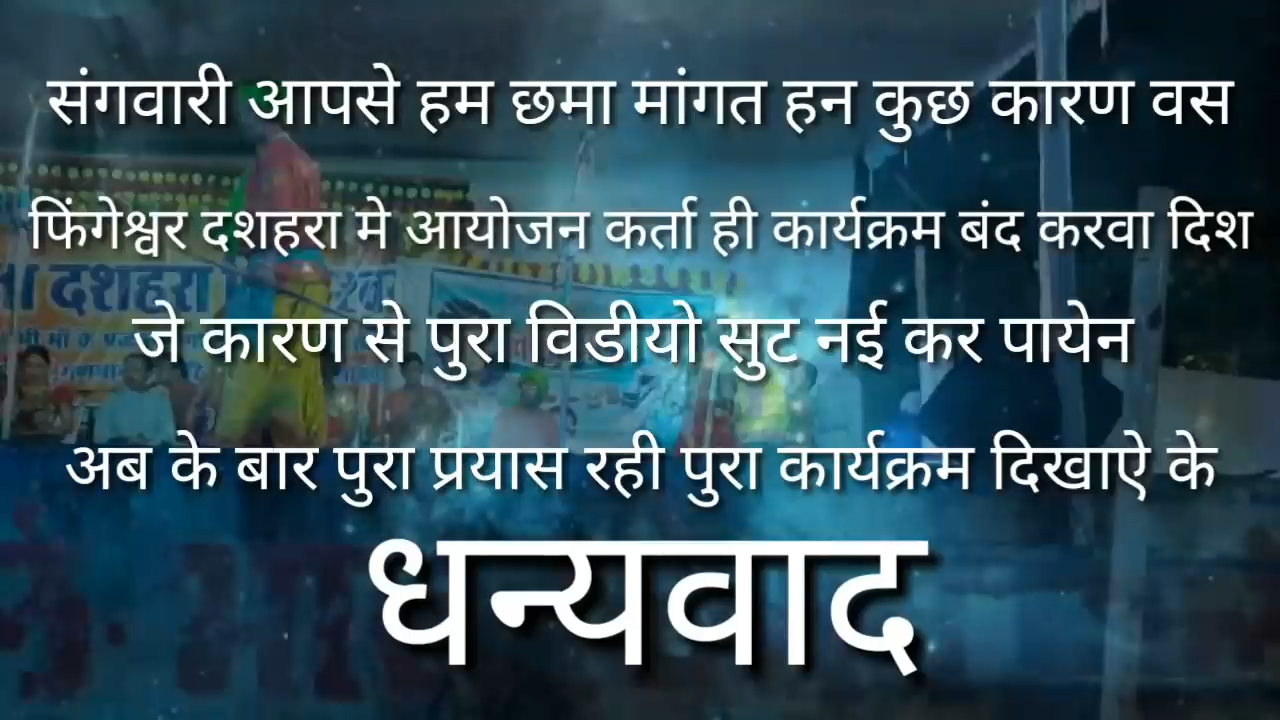 संगवारी आपसे हम छमा मांगत हन कुछ कारण वस
फिंगेश्वर दशहरा मे आयोजन कर्ता ही कार्यक्रम बंद करवा दिश
दशहरा
जे कारण से पुरा विडीयो सुट नई कर पायेन
अब के बार पुरा प्रयास रही पुरा कार्यक्रम दिखाऐ के
धन्यवाद